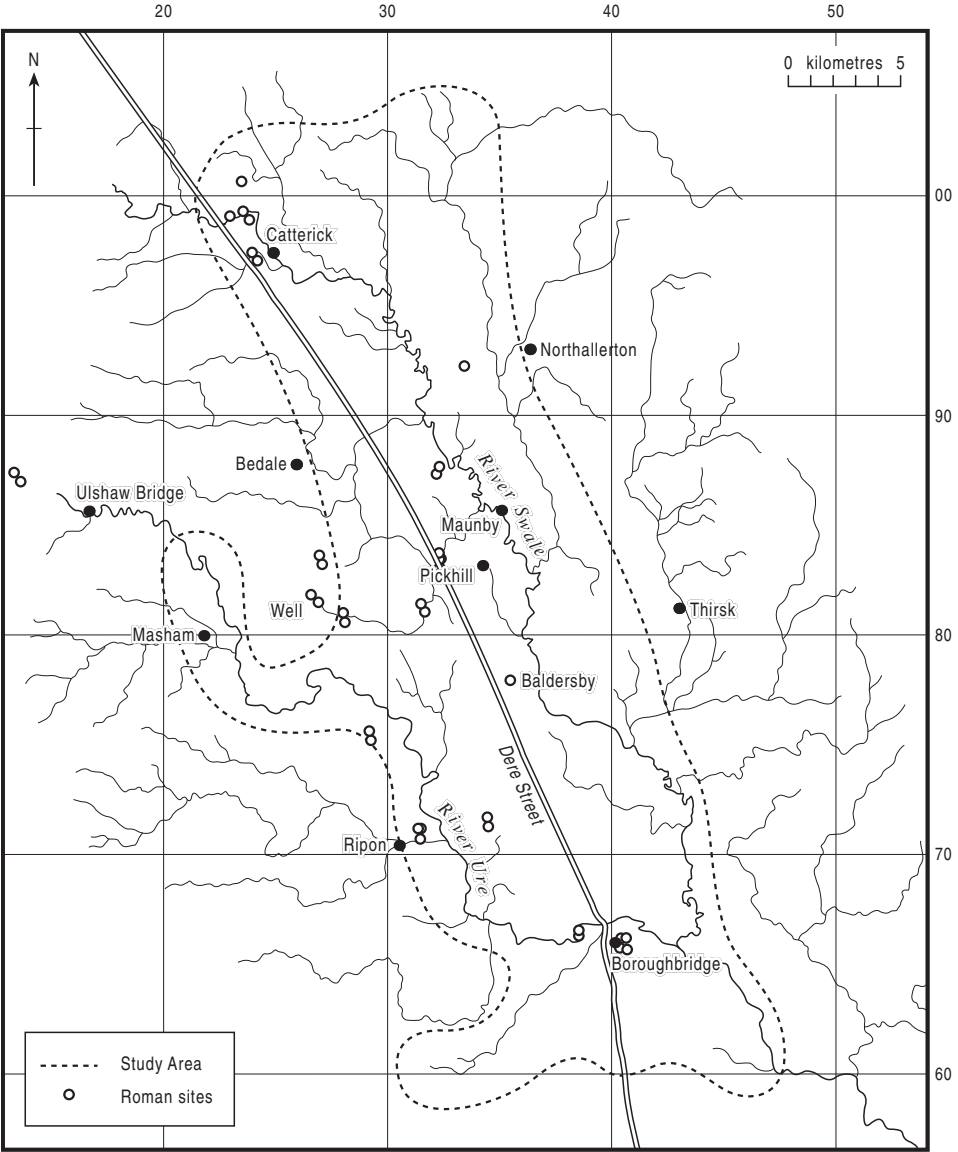 20 30 40 50
N
0 kilometres 5
00
Catterick
Northallerton
90
Bedale
River Swale
Ulshaw Bridge
Maunby
Pickhill
Well
Thirsk
Masham
80
Baldersby
Dere Street
River Ure
Ripon
70
Boroughbridge
Study Area
60
Roman sites